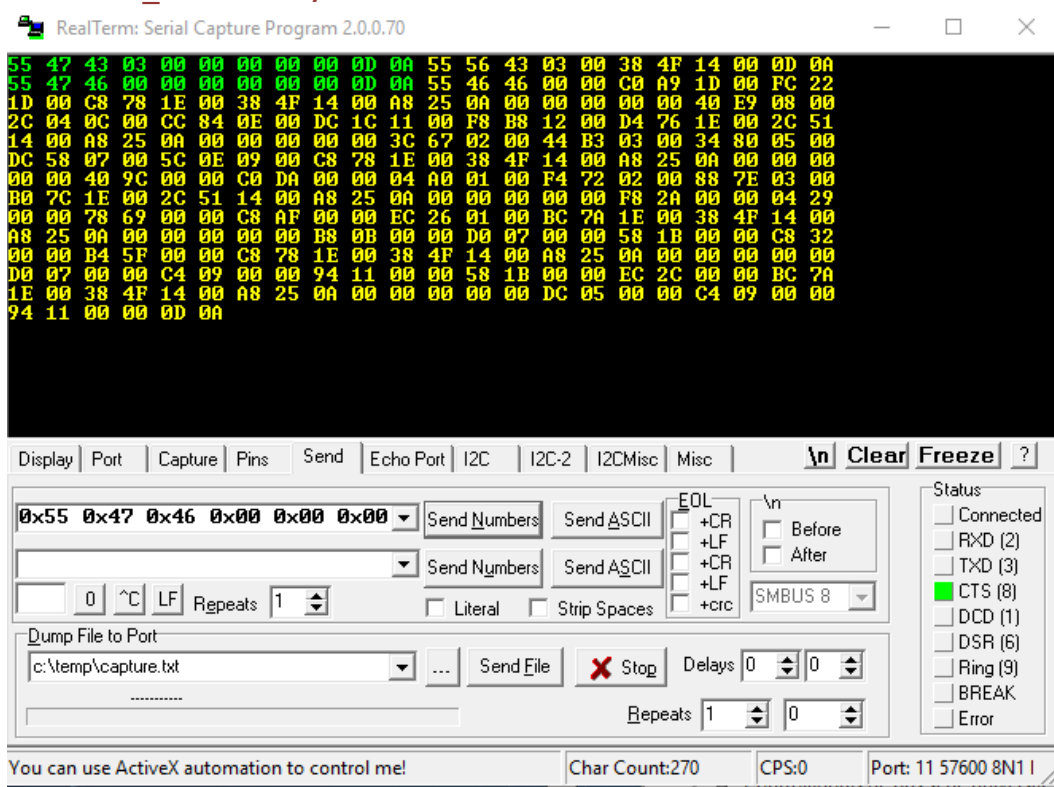 RealTerm: Serial Capture Program 2.0.0.70
55 47 43 03 00 00 00 00 00 0D 0A 55 56 43 03 00 38 4F 14 00 0D 0A
55 47 46 00 00 00 00 00 00 0D 0A 55 46 46 00 00 C0 A9 1D 00 FC 22
1D 00 C8 78 1E 00 38 4F 14 00 A8 25 0A 00 00 00 00 00 40 E9 08 00
2C 04 0C 00 CC 84 0E 00 DC 1C 11 00 F8 B8 12 00 D4 76 1E 00 2C 51
14 00 A8 25 0A 00 00 00 00 00 3C 67 02 00 44 B3 03 00 34 80 05 00
DC 58 07 00 5C 0E 09 00 C8 78 1E 00 38 4F 14 00 A8 25 0A 00 00 00
00 00 40 9C 00 00 C0 DA 00 00 04 A0 01 00 F4 72 02 00 88 7E 03 00
B0 7C 1E 00 2C 51 14 00 A8 25 0A 00 00 00 00 00 F8 2A 00 00 04 29
00 00 78 69 00 00 C8 AF 00 00 EC 26 01 00 BC 7A 1E 00 38 4F 14 00
A8 25 0A 00 00 00 00 00 B8 0B 00 00 D0 07 00 00 58 1B 00 00 C8 32
00 00 B4 5F 00 00 C8 78 1E 00 38 4F 14 00 A8 25 0A 00 00 00 00 00
D0 07 00 00 C4 09 00 00 94 11 00 00 58 1B 00 00 EC 2C 00 00 BC 7A
1E 00 38 4F 14 00 A8 25 0A 00 00 00 00 00 DC 05 00 00 C4 09 00 00
94 11 00 00 0D 0A
Display Port Capture Pins Send Echo Port I2C I2C-2 I2CMisc Misc \n Clear Freeze ?
0x55 0x47 0x46 0x00 0x00 0x00 Send Numbers Send ASCII
Send Numbers Send ASCII
0 ^C LF Repeats 1
Literal Strip Spaces
EOL
+CR
+LF
+CR
+LF
+crc
\n
Before
After
SMBUS 8
Dump File to Port
c:\temp\capture.txt ... Send File Stop Delays 0 0
-----------
Repeats 1 0
Status
Connected
RXD (2)
TXD (3)
CTS (8)
DCD (1)
DSR (6)
Ring (9)
BREAK
Error
You can use ActiveX automation to control me! Char Count:270 CPS:0 Port: 11 57600 8N1 I